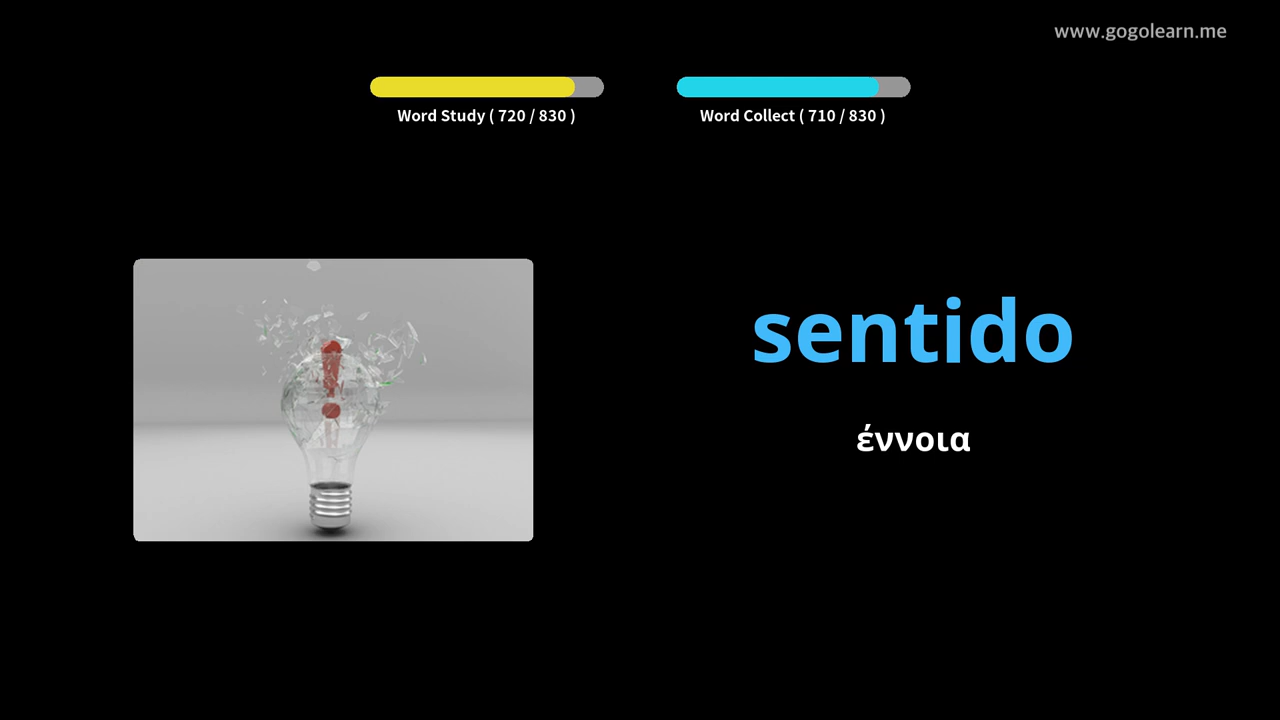 www.gogolearn.me
Word Study ( 720 / 830 )
Word Collect ( 710 / 830 )
sentido
έννοια